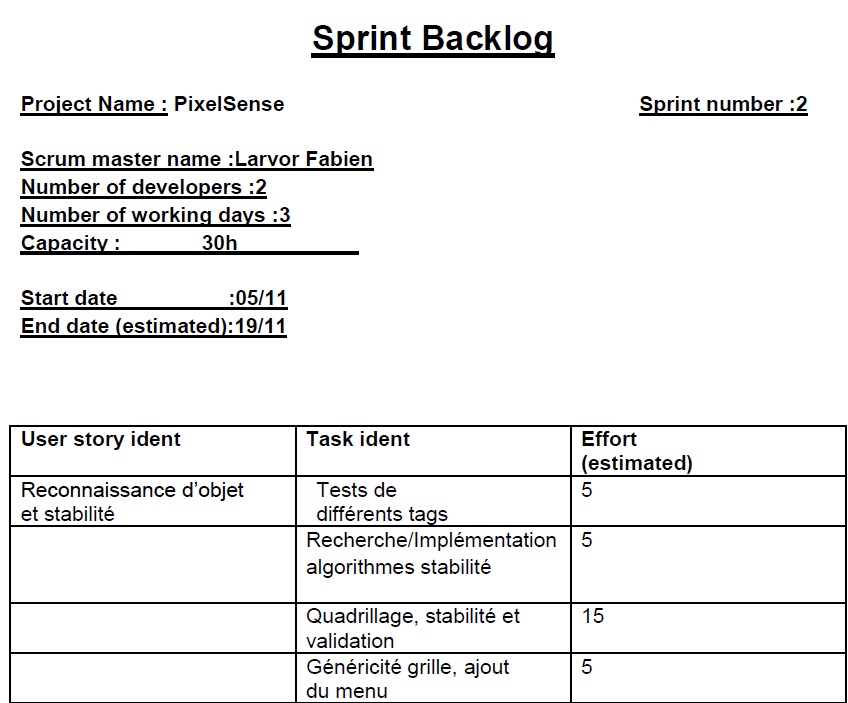 Sprint Backlog
Project Name : PixelSense
Sprint number :2
Scrum master name :Larvor Fabien
Number of developers :2
Number of working days :3
Capacity : 30h
Start date :05/11
End date (estimated):19/11
User story ident
Task ident
Effort
(estimated)
Reconnaissance d’objet
et stabilité
Tests de
différents tags
5
Recherche/Implémentation
algorithmes stabilité
5
Quadrillage, stabilité et
validation
15
Généricité grille, ajout
du menu
5